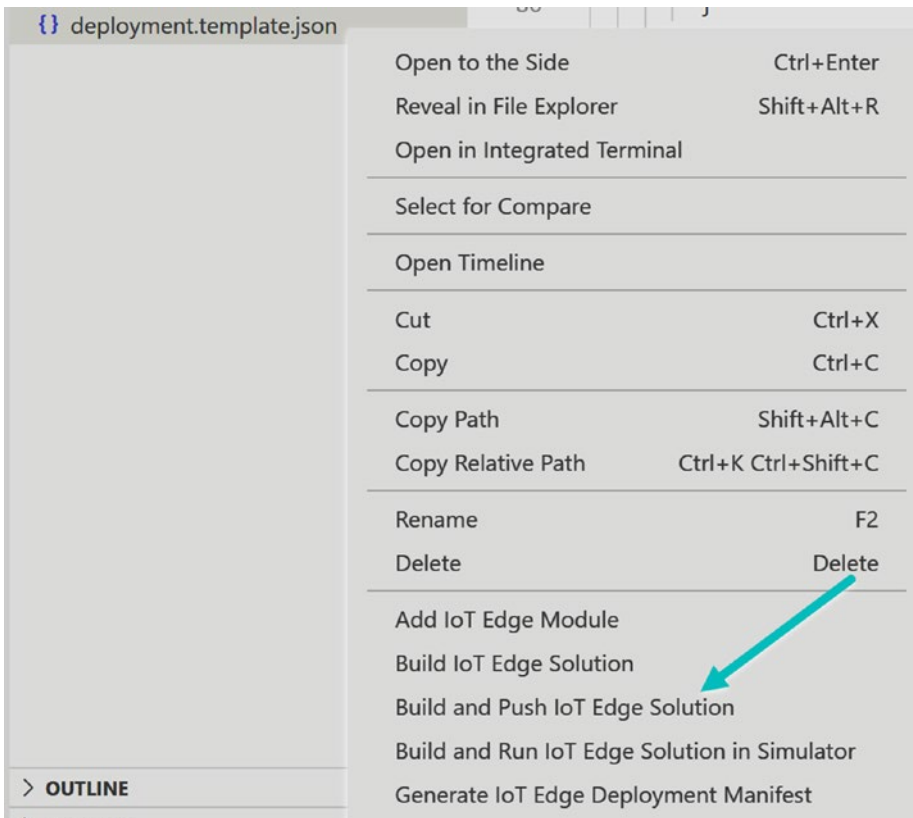 {} deployment.template.json
Open to the Side Ctrl+Enter
Reveal in File Explorer Shift+Alt+R
Open in Integrated Terminal
Select for Compare
Open Timeline
Cut Ctrl+X
Copy Ctrl+C
Copy Path Shift+Alt+C
Copy Relative Path Ctrl+K Ctrl+Shift+C
Rename F2
Delete Delete
Add IoT Edge Module
Build IoT Edge Solution
Build and Push IoT Edge Solution
Build and Run IoT Edge Solution in Simulator
> OUTLINE
Generate IoT Edge Deployment Manifest